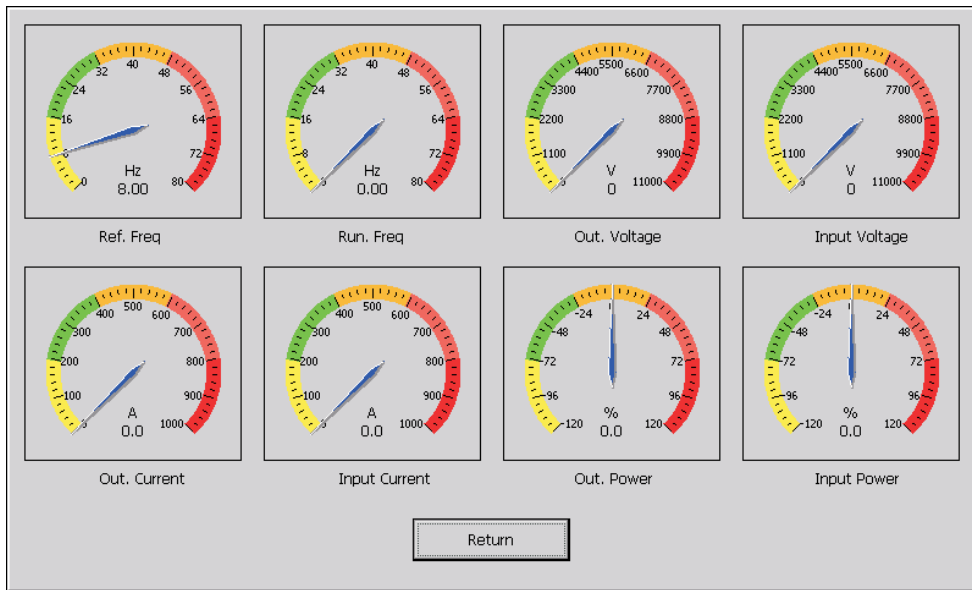 40
32 48
24 56
16 64
72
Hz
0 8.00 80
Ref. Freq
40
32 48
24 56
16 64
8 72
Hz
0.00 80
Run. Freq
5500
4400 6600
3300 7700
2200 8800
1100 9900
V
0 11000
Out. Voltage
5500
4400 6600
3300 7700
2200 8800
1100 9900
V
0 11000
Input Voltage
500
400 600
300 700
200 800
100 900
A
0.0 1000
Out. Current
500
400 600
300 700
200 800
100 900
A
0.0 1000
Input Current
-24 24
-48 48
-72 72
-96 96
%
-120 0.0 120
Out. Power
-24 24
-48 48
-72 72
-96 96
%
-120 0.0 120
Input Power
Return